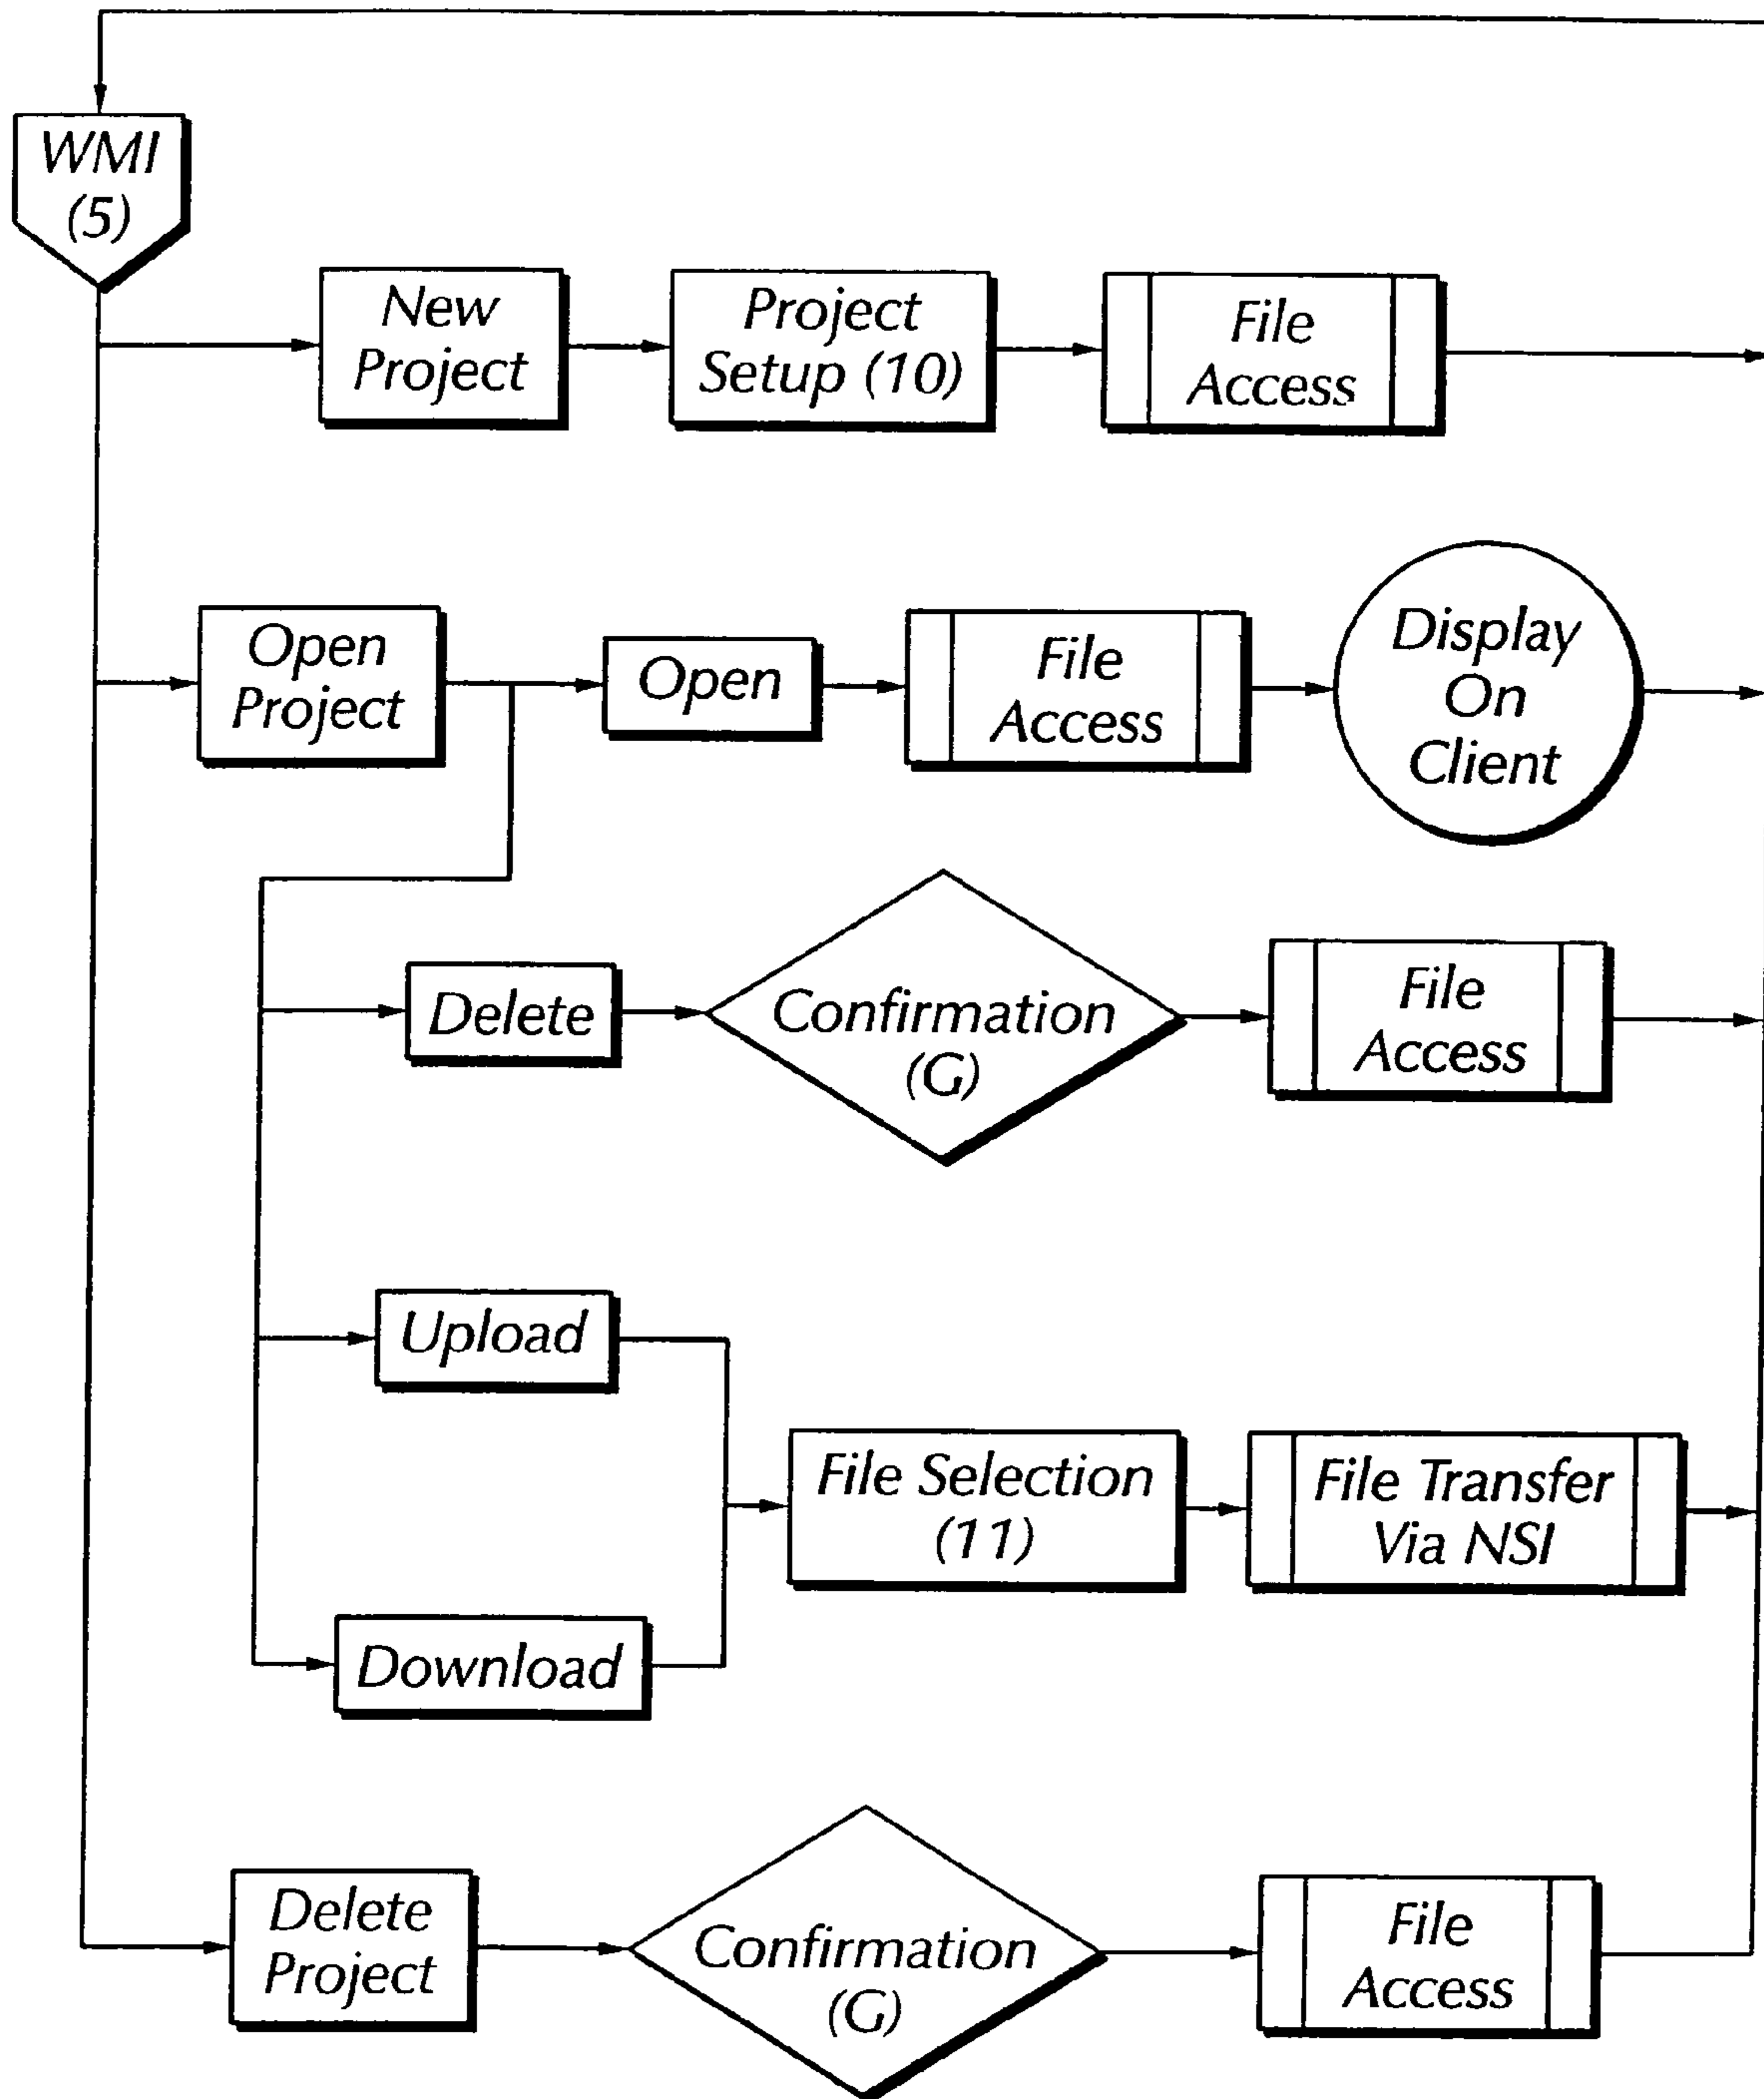 WMI
(5)
New
Project
Project
Setup (10)
File
Access
Open
Project
Open
File
Access
Display
On
Client
Delete
Confirmation
(G)
File
Access
Upload
File Selection
(11)
File Transfer
Via NSI
Download
Delete
Project
Confirmation
(G)
File
Access